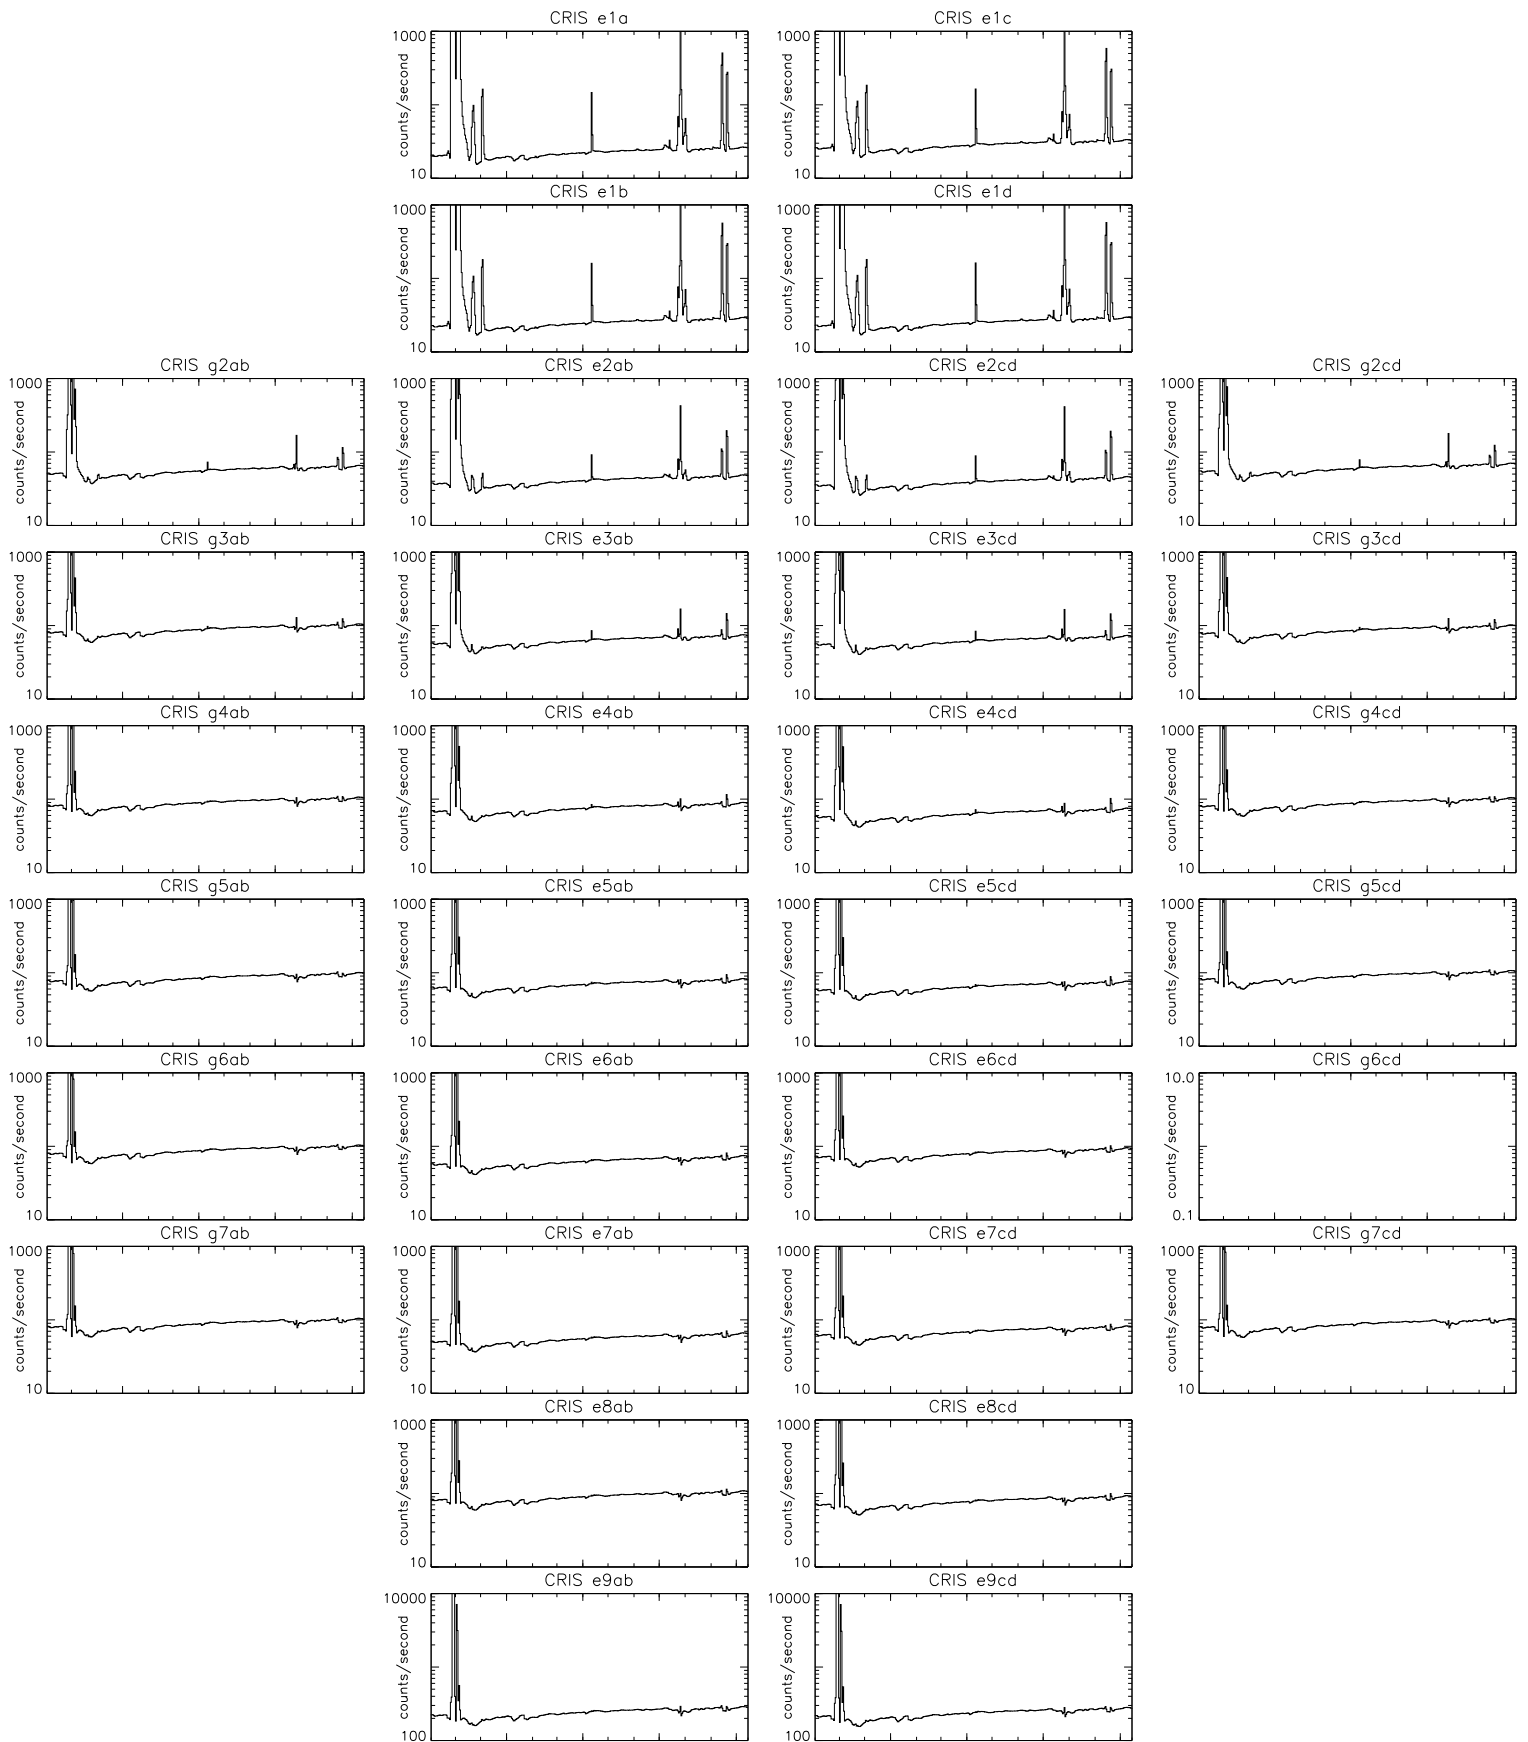 CRIS e1a
CRIS e1c
1000
counts/second
10
1000
counts/second
10
CRIS e1b
CRIS e1d
1000
counts/second
10
1000
counts/second
10
CRIS g2ab
CRIS e2ab
CRIS e2cd
CRIS g2cd
1000
counts/second
10
1000
counts/second
10
1000
counts/second
10
1000
counts/second
10
CRIS g3ab
CRIS e3ab
CRIS e3cd
CRIS g3cd
1000
counts/second
10
1000
counts/second
10
1000
counts/second
10
1000
counts/second
10
CRIS g4ab
CRIS e4ab
CRIS e4cd
CRIS g4cd
1000
counts/second
10
1000
counts/second
10
1000
counts/second
10
1000
counts/second
10
CRIS g5ab
CRIS e5ab
CRIS e5cd
CRIS g5cd
1000
counts/second
10
1000
counts/second
10
1000
counts/second
10
1000
counts/second
10
CRIS g6ab
CRIS e6ab
CRIS e6cd
CRIS g6cd
1000
counts/second
10
1000
counts/second
10
1000
counts/second
10
10.0
counts/second
0.1
CRIS g7ab
CRIS e7ab
CRIS e7cd
CRIS g7cd
1000
counts/second
10
1000
counts/second
10
1000
counts/second
10
1000
counts/second
10
CRIS e8ab
CRIS e8cd
1000
counts/second
10
1000
counts/second
10
CRIS e9ab
CRIS e9cd
10000
counts/second
100
10000
counts/second
100